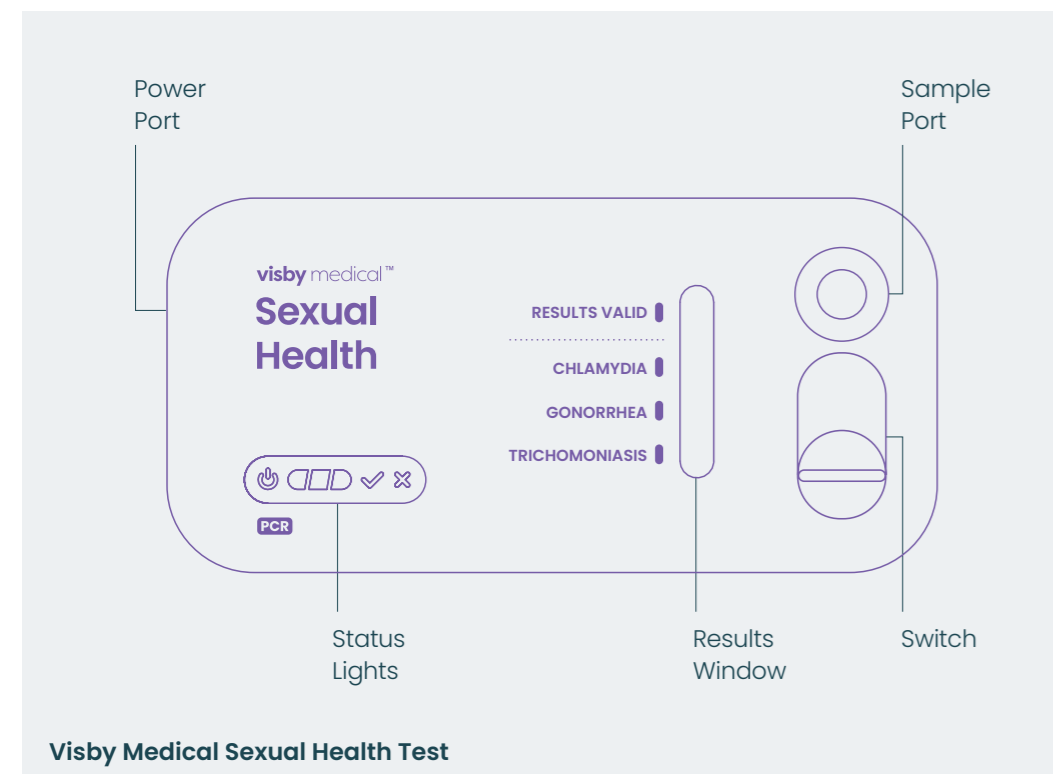 Power
Port
Sample
Port
visby medical™
Sexual
Health
RESULTS VALID
CHLAMYDIA
GONORRHEA
TRICHOMONIASIS
PCR
Status
Lights
Results
Window
Switch
Visby Medical Sexual Health Test